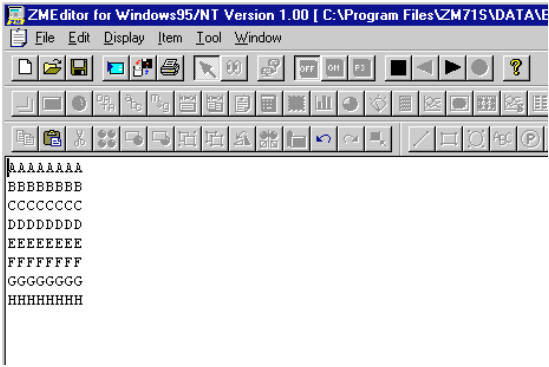 ZMEditor for Windows95/NT Version 1.00 [ C:\Program Files\ZM71S\DATA\
File Edit Display Item Tool Window
OFF ON
AAAAAAAA
BBBBBBBB
CCCCCCCC
DDDDDDDD
EEEEEEEE
FFFFFFFF
GGGGGGGG
HHHHHHHH